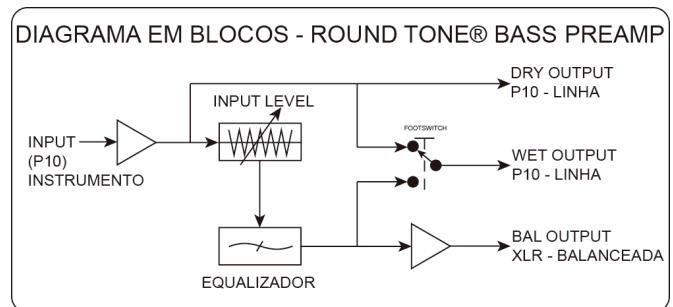 DIAGRAMA EM BLOCOS - ROUND TONE® BASS PREAMP
DRY OUTPUT
P10 - LINHA
INPUT LEVEL
FOOTSWITCH
INPUT
(P10)
INSTRUMENTO
WET OUTPUT
P10 - LINHA
BAL OUTPUT
XLR - BALANCEADA
EQUALIZADOR